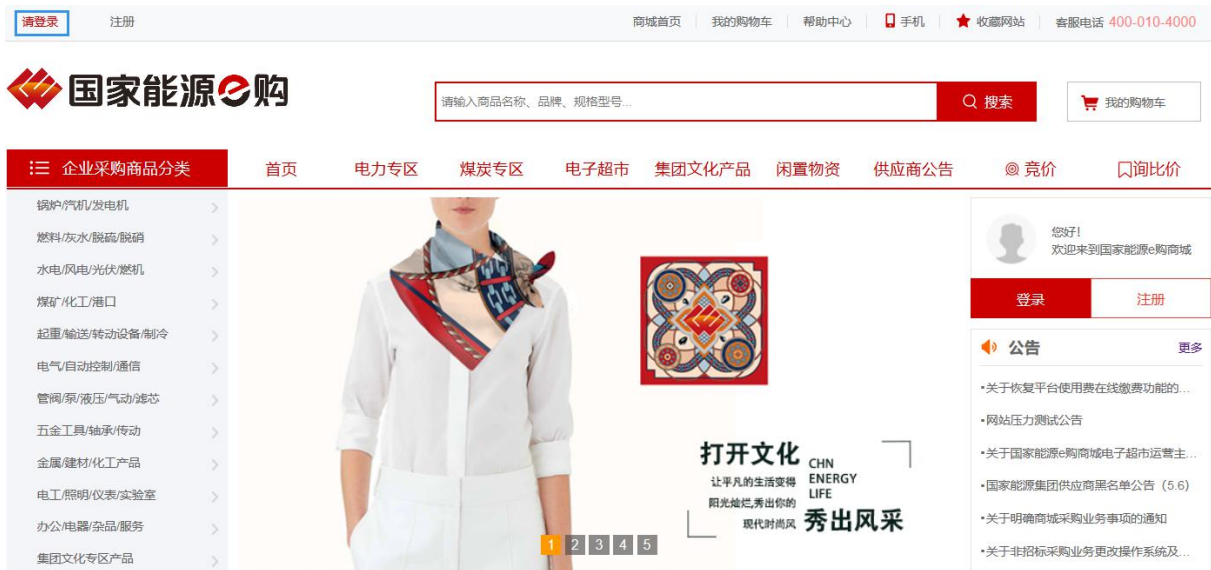 请登录 注册 商城首页 我的购物车 帮助中心 手机 收藏网站 客服电话 400-010-4000
国家能源e购
请输入商品名称、品牌、规格型号...
搜索
我的购物车
企业采购商品分类 首页 电力专区 煤炭专区 电子超市 集团文化产品 闲置物资 供应商公告 竞价 询比价
锅炉/汽机/发电机
燃料/灰水/脱硫/脱硝
水电/风电/光伏/燃机
煤矿/化工/港口
起重/输送/转动设备/制冷
电气/自动控制/通信
管阀/泵/液压/气动/滤芯
五金工具/轴承/传动
金属/建材/化工产品
电工/照明/仪表/实验室
办公/电器/杂品/服务
集团文化专区产品
打开文化
让平凡的生活变得
阳光灿烂,秀出你的
现代时尚风
CHN
ENERGY
LIFE
秀出风采
1 2 3 4 5
您好!
欢迎来到国家能源e购商城
登录 注册
公告 更多
•关于恢复平台使用费在线缴费功能的...
•网站压力测试公告
•关于国家能源e购商城电子超市运营主...
•国家能源集团供应商黑名单公告（5.6）
•关于明确商城采购业务事项的通知
•关于非招标采购业务更改操作系统及...